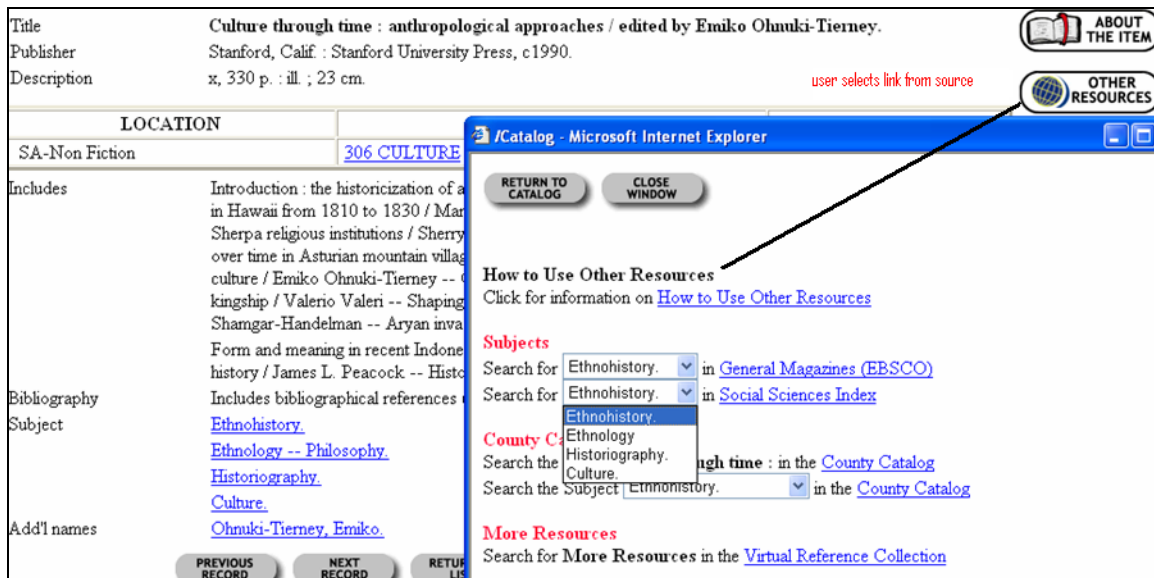 Title Culture through time : anthropological approaches / edited by Emiko Ohnuki-Tierney.
Publisher Stanford, Calif. : Stanford University Press, c1990.
Description x, 330 p. : ill. ; 23 cm.
ABOUT
THE ITEM
user selects link from source
OTHER
RESOURCES
LOCATION
SA-Non Fiction 306 CULTURE
Includes Introduction : the historicization of a
in Hawaii from 1810 to 1830 / Mar
Sherpa religious institutions / Sherry
over time in Asturian mountain villag
culture / Emiko Ohnuki-Tierney --
kingship / Valerio Valeri -- Shaping
Shamgar-Handelman -- Aryan inva
Form and meaning in recent Indone
history / James L. Peacock -- Histo
Bibliography Includes bibliographical references
Subject Ethnohistory.
Ethnology -- Philosophy.
Historiography.
Culture.
Add'l names Ohnuki-Tierney, Emiko.
PREVIOUS
RECORD
NEXT
RECORD
RETUR
LIS
/Catalog - Microsoft Internet Explorer
RETURN TO
CATALOG
CLOSE
WINDOW
How to Use Other Resources
Click for information on How to Use Other Resources
Subjects
Search for Ethnohistory. in General Magazines (EBSCO)
Search for Ethnohistory. in Social Sciences Index
Ethnohistory.
Ethnology
Historiography.
Culture.
County Ca
Search the ugh time : in the County Catalog
Search the Subject Ethnohistory. in the County Catalog
More Resources
Search for More Resources in the Virtual Reference Collection